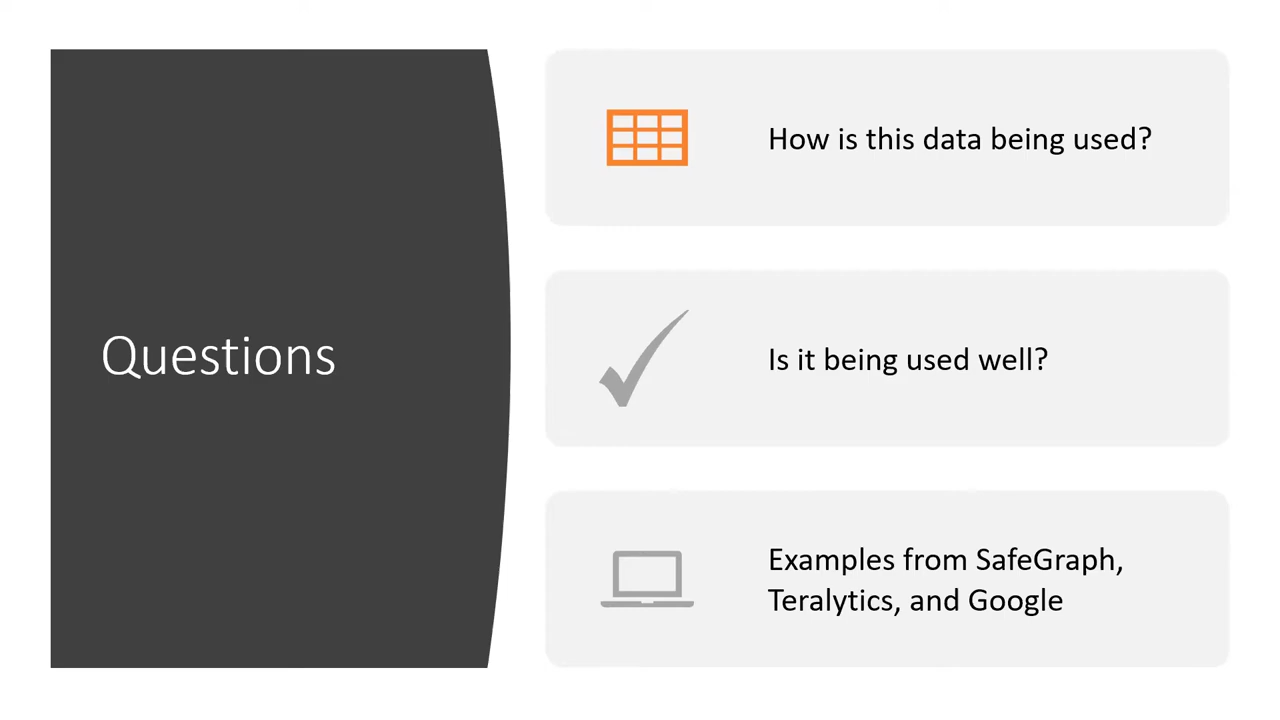 Questions
How is this data being used?
Is it being used well?
Examples from SafeGraph,
Teralytics, and Google